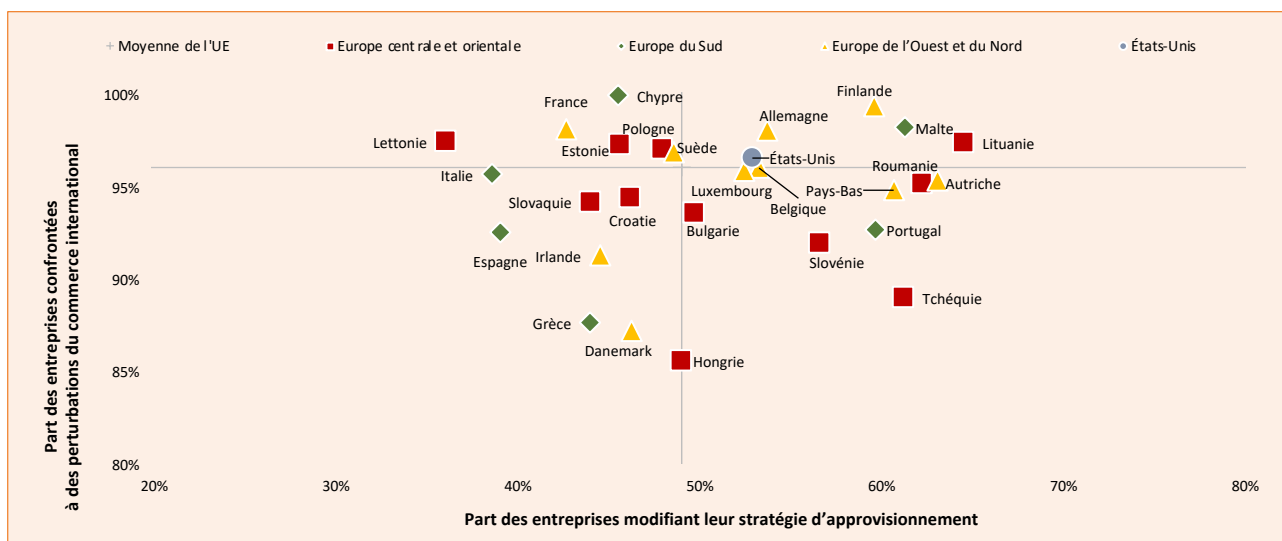 Moyenne de l'UE
Europe centrale et orientale
Europe du Sud
Europe de l’Ouest et du Nord
États-Unis
Part des entreprises confrontées
à des perturbations du commerce international
100%
95%
90%
85%
80%
Finlande
Chypre
France
Allemagne
Malte
Pologne
Lettonie
Estonie
Suède
Lituanie
États-Unis
Roumanie
Italie
Luxembourg
Pays-Bas
Autriche
Slovaquie
Belgique
Croatie
Bulgarie
Portugal
Espagne
Irlande
Slovénie
Tchéquie
Grèce
Danemark
Hongrie
20%
30%
40%
50%
60%
70%
80%
Part des entreprises modifiant leur stratégie d’approvisionnement